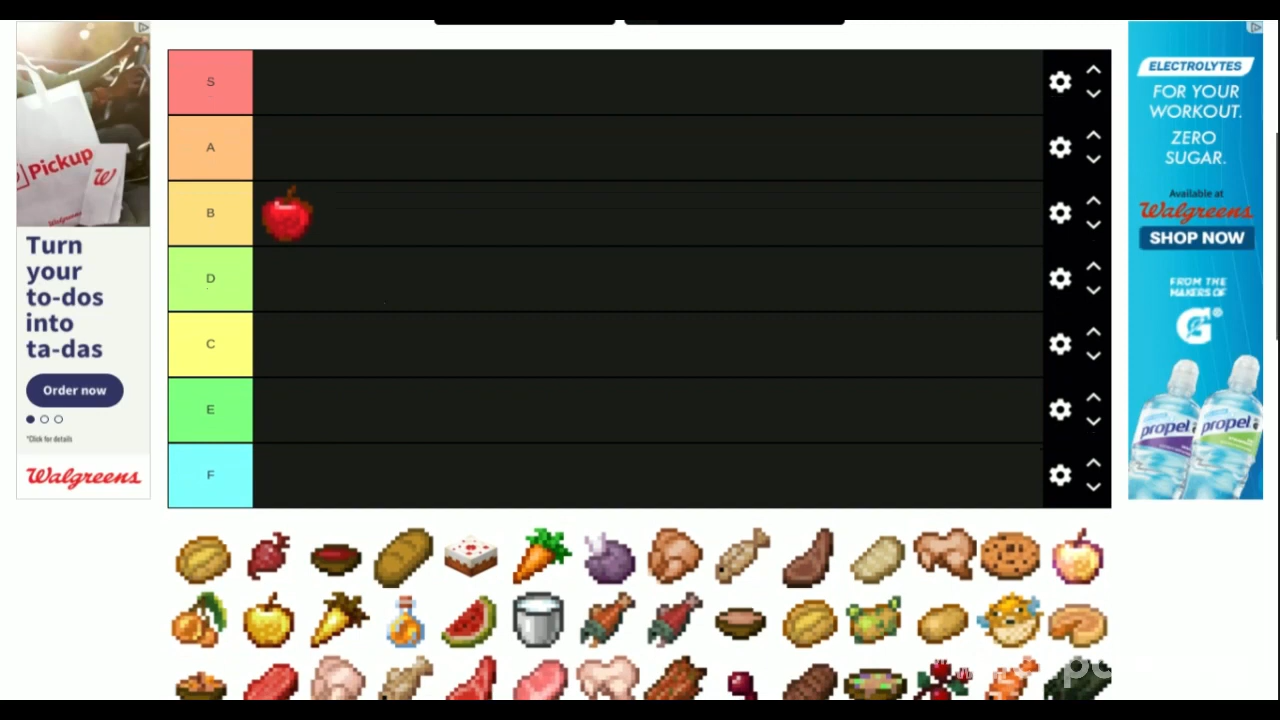 Pickup
W
Walgreens
Turn
your
to-dos
into
ta-das
Order now
*Click for details
Walgreens
S
A
B
D
C
E
F
ELECTROLYTES
FOR YOUR
WORKOUT.
ZERO
SUGAR.
Available at
Walgreens
SHOP NOW
FROM THE
MAKERS OF
G
propel
propel